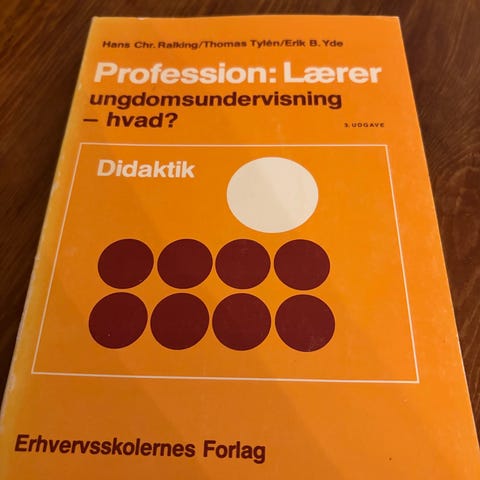 Hans Chr. Ralking/Thomas Tylén/Erik B. Yde
Profession: Lærer
ungdomsundervisning
– hvad?
3. UDGAVE
Didaktik
Erhvervsskolernes Forlag